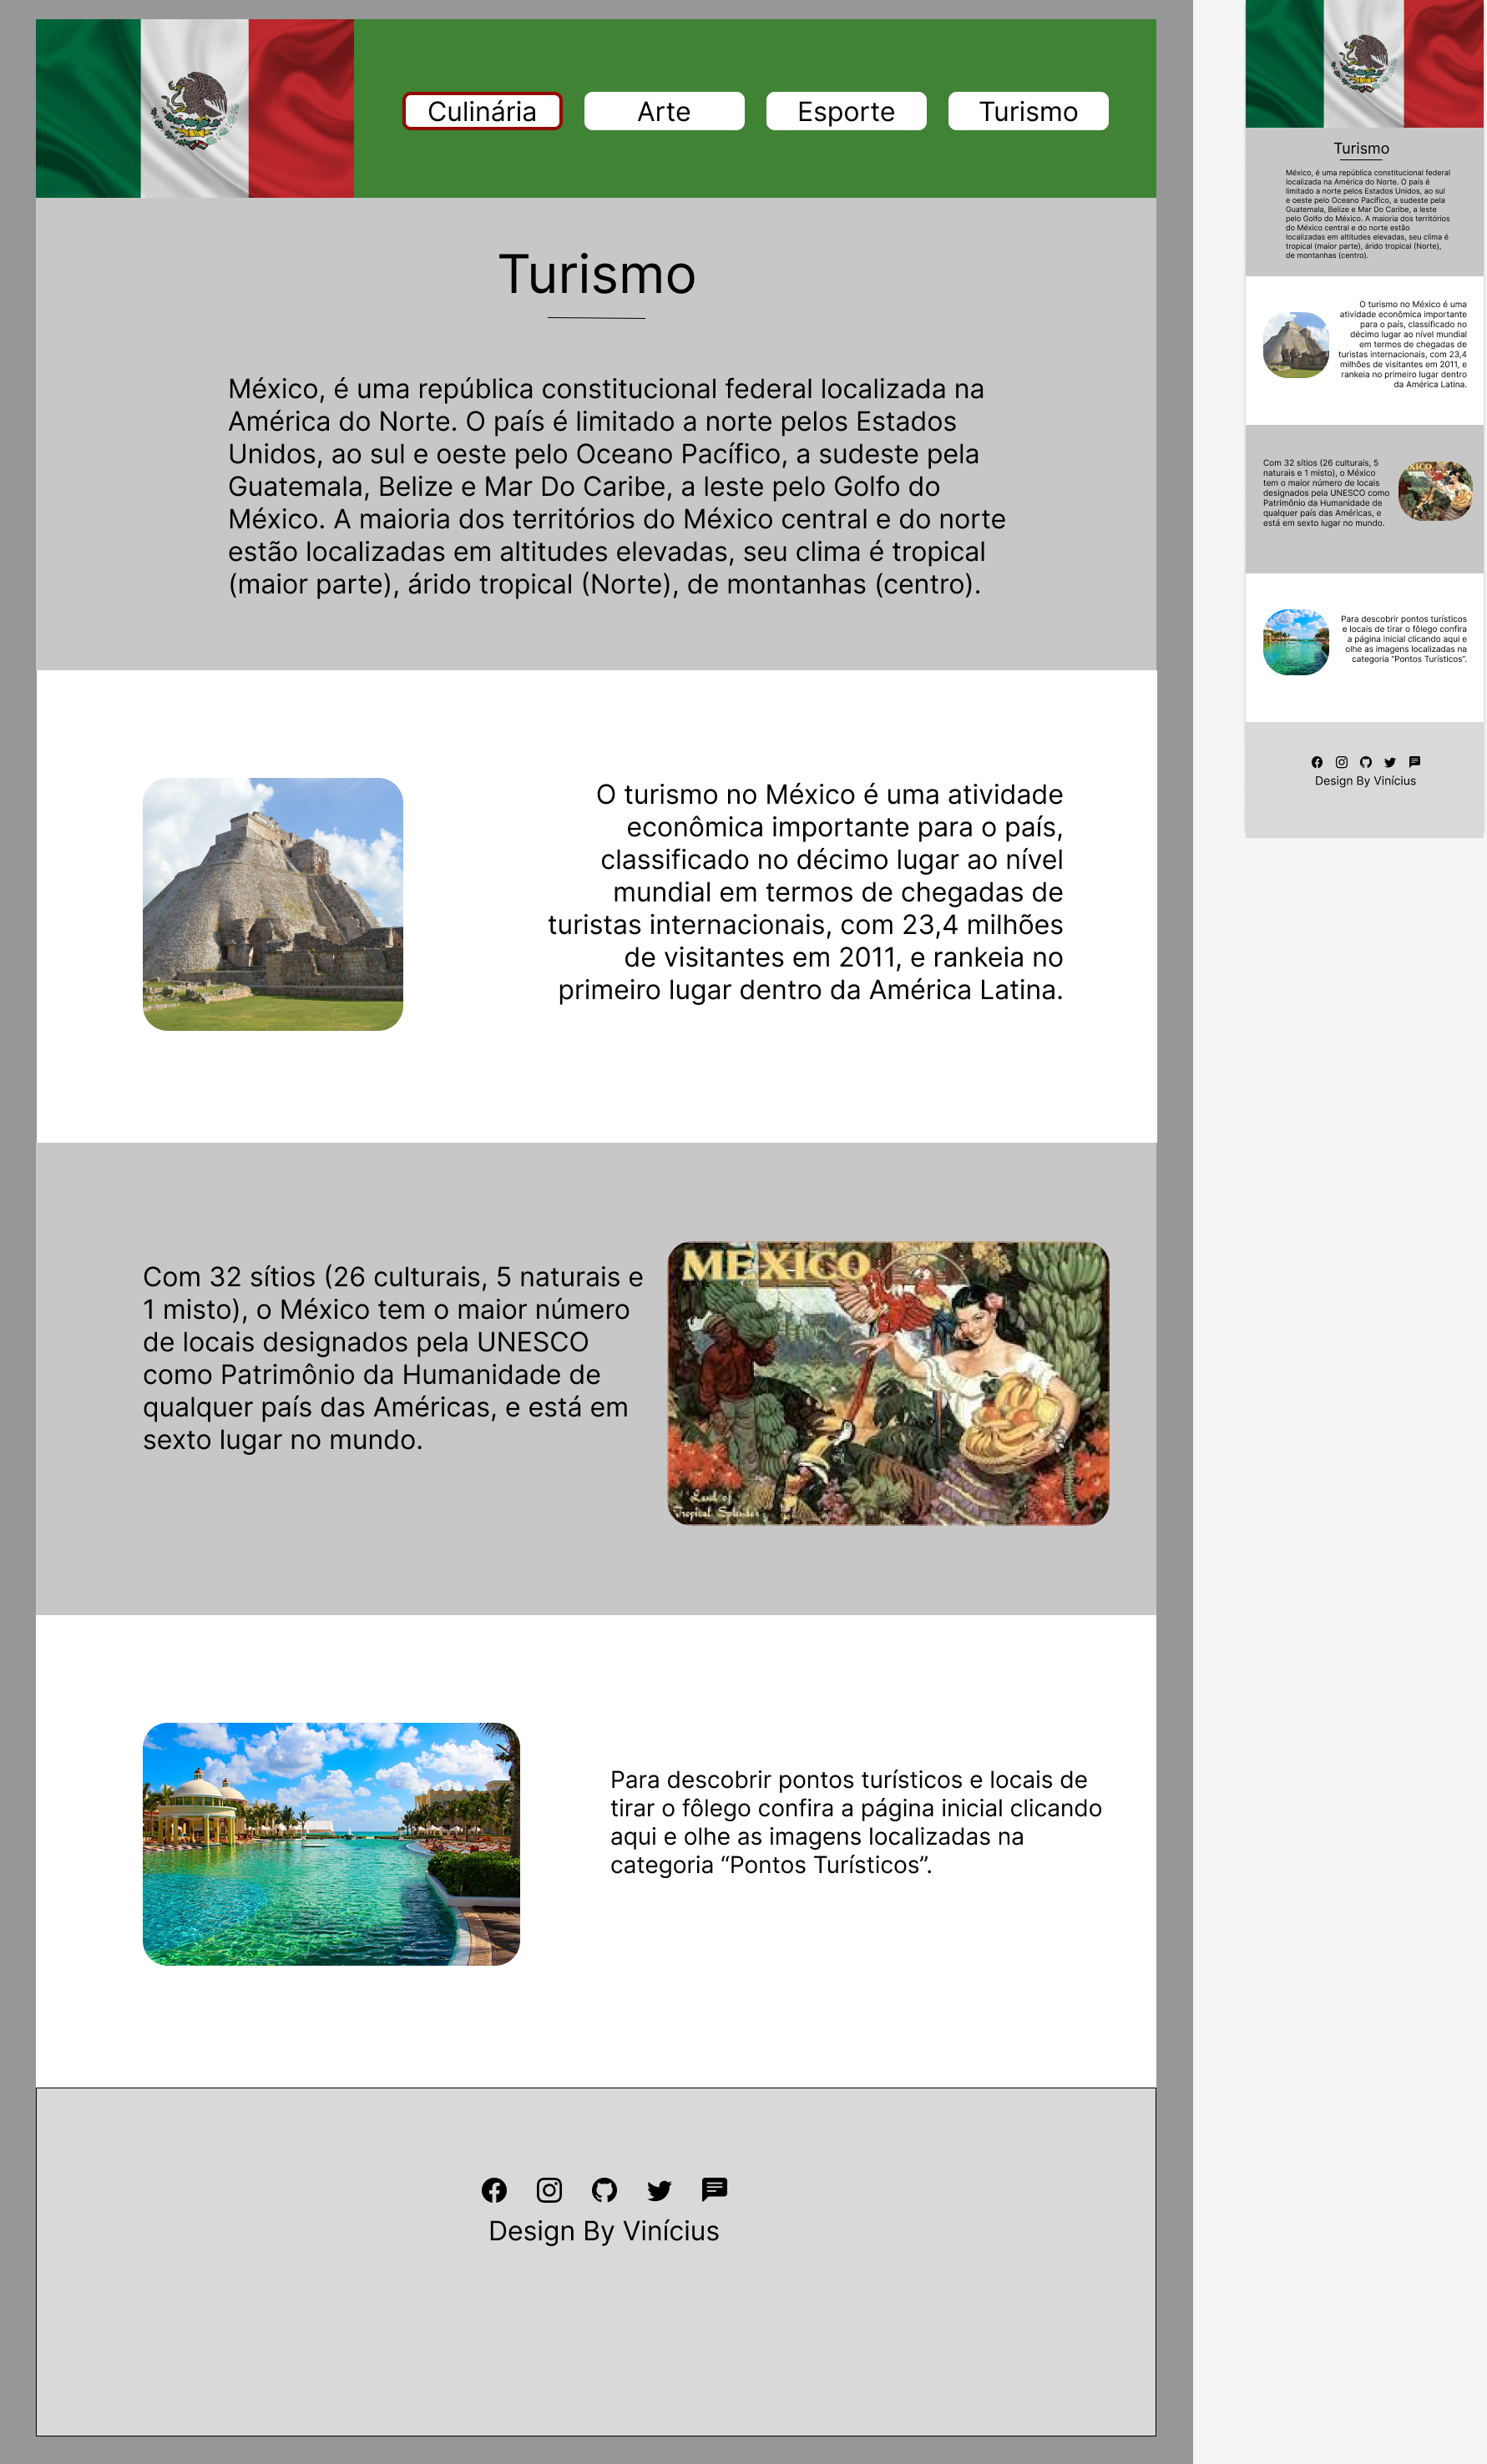 Culinária
Arte
Esporte
Turismo
Turismo
México, é uma república constitucional federal localizada na
América do Norte. O país é limitado a norte pelos Estados
Unidos, ao sul e oeste pelo Oceano Pacífico, a sudeste pela
Guatemala, Belize e Mar Do Caribe, a leste pelo Golfo do
México. A maioria dos territórios do México central e do norte
estão localizadas em altitudes elevadas, seu clima é tropical
(maior parte), árido tropical (Norte), de montanhas (centro).
O turismo no México é uma atividade
econômica importante para o país,
classificado no décimo lugar ao nível
mundial em termos de chegadas de
turistas internacionais, com 23,4 milhões
de visitantes em 2011, e rankeia no
primeiro lugar dentro da América Latina.
Com 32 sítios (26 culturais, 5 naturais e
1 misto), o México tem o maior número
de locais designados pela UNESCO
como Patrimônio da Humanidade de
qualquer país das Américas, e está em
sexto lugar no mundo.
MEXICO
Land of
Tropical Splendor
Para descobrir pontos turísticos e locais de
tirar o fôlego confira a página inicial clicando
aqui e olhe as imagens localizadas na
categoria “Pontos Turísticos”.
Design By Vinícius
Turismo
México, é uma república constitucional federal
localizada na América do Norte. O país é
limitado a norte pelos Estados Unidos, ao sul
e oeste pelo Oceano Pacífico, a sudeste pela
Guatemala, Belize e Mar Do Caribe, a leste
pelo Golfo do México. A maioria dos territórios
do México central e do norte estão
localizadas em altitudes elevadas, seu clima é
tropical (maior parte), árido tropical (Norte),
de montanhas (centro).
O turismo no México é uma
atividade econômica importante
para o país, classificado no
décimo lugar ao nível mundial
em termos de chegadas de
turistas internacionais, com 23,4
milhões de visitantes em 2011, e
rankeia no primeiro lugar dentro
da América Latina.
Com 32 sítios (26 culturais, 5
naturais e 1 misto), o México
tem o maior número de locais
designados pela UNESCO como
Patrimônio da Humanidade de
qualquer país das Américas, e
está em sexto lugar no mundo.
XICO
Para descobrir pontos turísticos
e locais de tirar o fôlego confira
a página inicial clicando aqui e
olhe as imagens localizadas na
categoria “Pontos Turísticos”.
Design By Vinícius